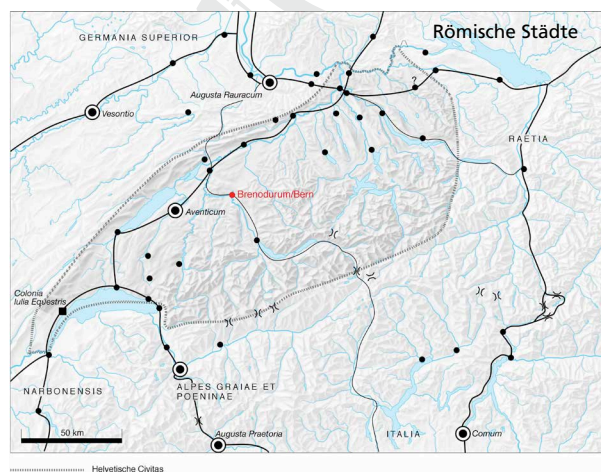 Römische Städte
GERMANIA SUPERIOR
Augusta Rauracum
?
Vesontio
RAETIA
Brenodurum/Bern
Aventicum
Colonia
Iulia Equestris
NARBONENSIS
ALPES GRAIAE ET
POENINAE
Augusta Praetoria
ITALIA
Comum
50 km
Helvetische Civitas